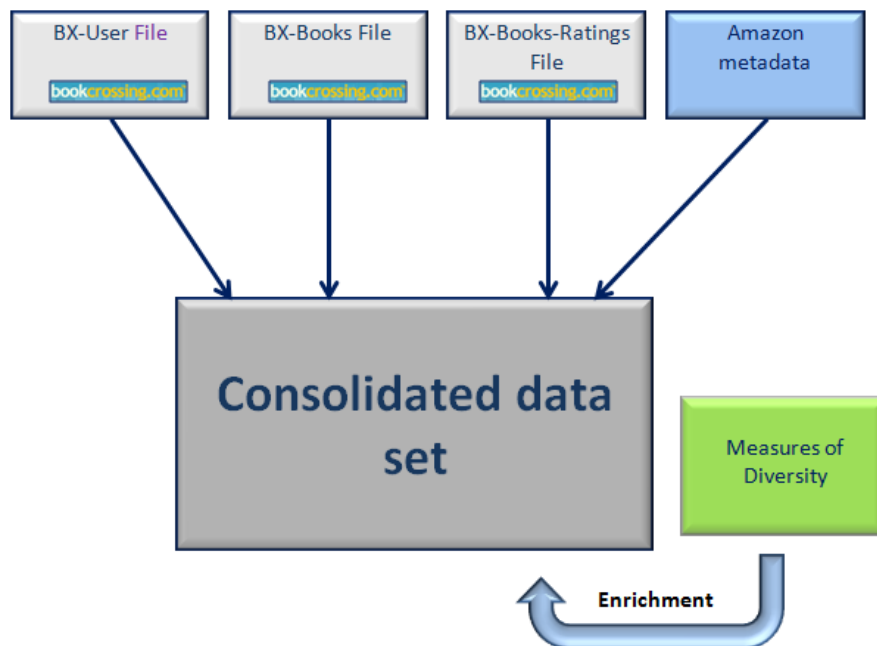 BX-User File
bookcrossing.com
BX-Books File
bookcrossing.com
BX-Books-Ratings
File
bookcrossing.com
Amazon
metadata
Consolidated data
set
Measures of
Diversity
Enrichment